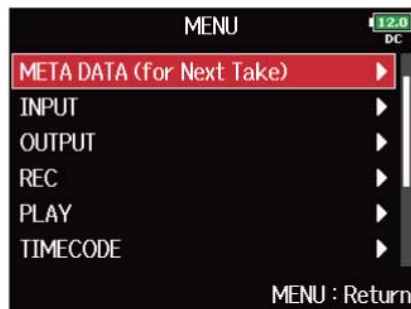 MENU
12.0
DC
META DATA (for Next Take)
INPUT
OUTPUT
REC
PLAY
TIMECODE
MENU : Return